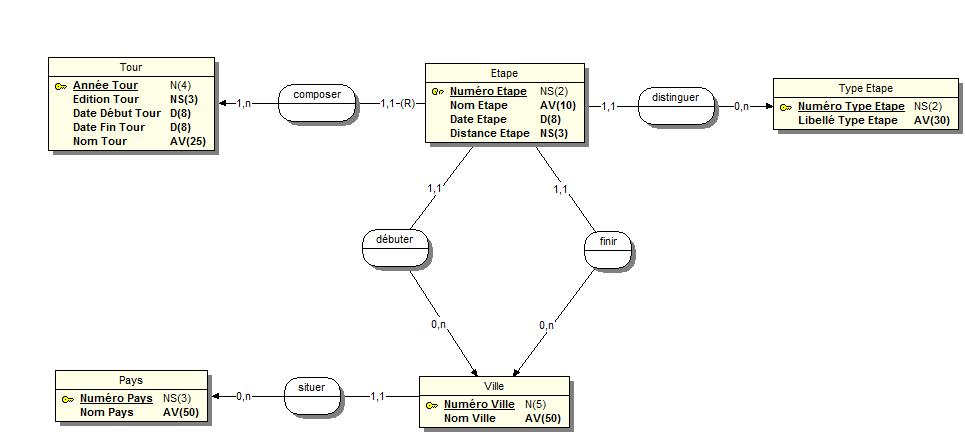 Tour
Année Tour N(4)
Edition Tour NS(3)
Date Début Tour D(8)
Date Fin Tour D(8)
Nom Tour AV(25)
1,n
composer
1,1-(R)
Etape
Numéro Etape NS(2)
Nom Etape AV(10)
Date Etape D(8)
Distance Etape NS(3)
1,1
distinguer
0,n
Type Etape
Numéro Type Etape NS(2)
Libellé Type Etape AV(30)
1,1
1,1
débuter
finir
0,n
0,n
Pays
Numéro Pays NS(3)
Nom Pays AV(50)
0,n
situer
1,1
Ville
Numéro Ville N(5)
Nom Ville AV(50)